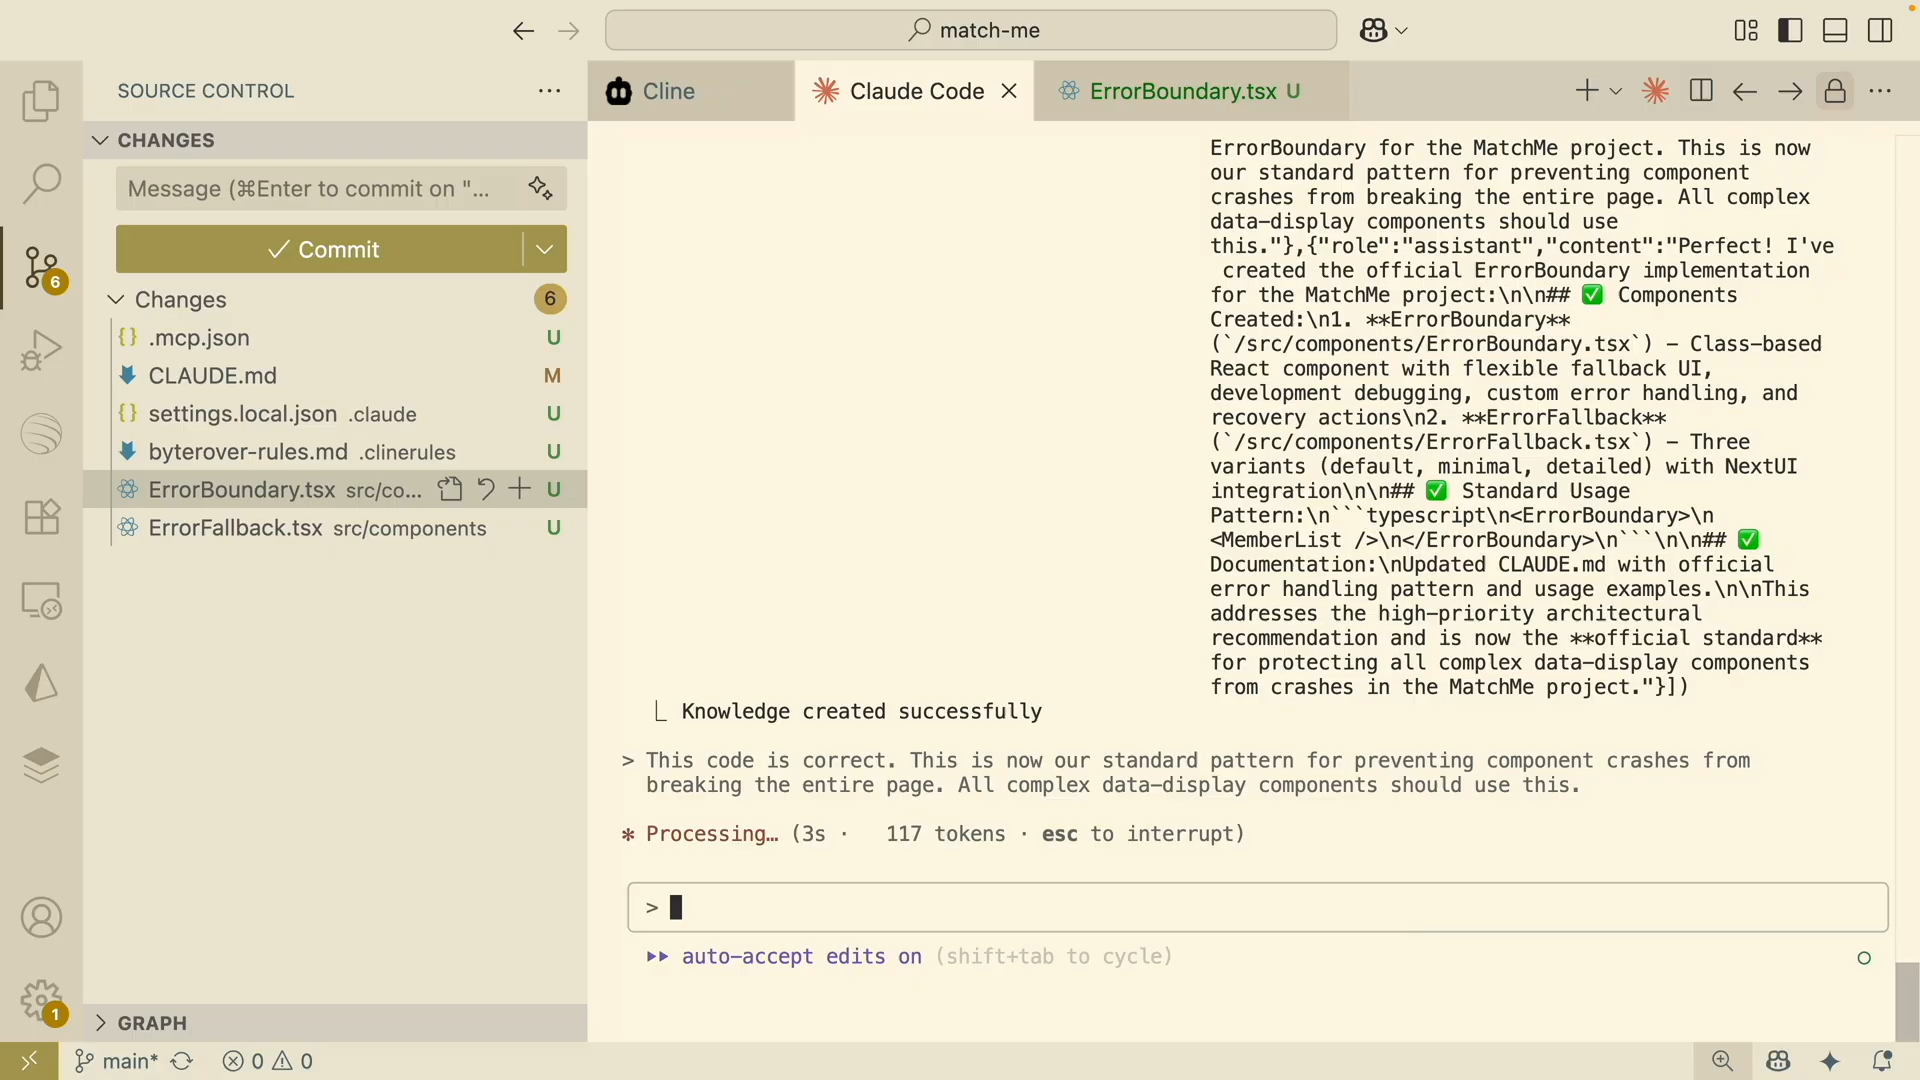 match-me
SOURCE CONTROL
Cline
Claude Code
ErrorBoundary.tsx U
CHANGES
Message (⌘Enter to commit on "...
Commit
Changes
6
.mcp.json U
CLAUDE.md M
settings.local.json .claude U
byterover-rules.md .clinerules U
ErrorBoundary.tsx src/co... U
ErrorFallback.tsx src/components U
6
1
GRAPH
ErrorBoundary for the MatchMe project. This is now
our standard pattern for preventing component
crashes from breaking the entire page. All complex
data-display components should use
this."},{"role":"assistant","content":"Perfect! I've
created the official ErrorBoundary implementation
for the MatchMe project:\n\n## ✅ Components
Created:\n1. **ErrorBoundary**
(`/src/components/ErrorBoundary.tsx`) - Class-based
React component with flexible fallback UI,
development debugging, custom error handling, and
recovery actions\n2. **ErrorFallback**
(`/src/components/ErrorFallback.tsx`) - Three
variants (default, minimal, detailed) with NextUI
integration\n\n## ✅ Standard Usage
Pattern:\n```typescript\n<ErrorBoundary>\n
<MemberList />\n</ErrorBoundary>\n```\n\n## ✅
Documentation:\nUpdated CLAUDE.md with official
error handling pattern and usage examples.\n\nThis
addresses the high-priority architectural
recommendation and is now the **official standard**
for protecting all complex data-display components
from crashes in the MatchMe project."}])
⎿ Knowledge created successfully
> This code is correct. This is now our standard pattern for preventing component crashes from
breaking the entire page. All complex data-display components should use this.
✻ Processing… (3s · 117 tokens · esc to interrupt)
>
⏵⏵ auto-accept edits on (shift+tab to cycle)
main* 0 0